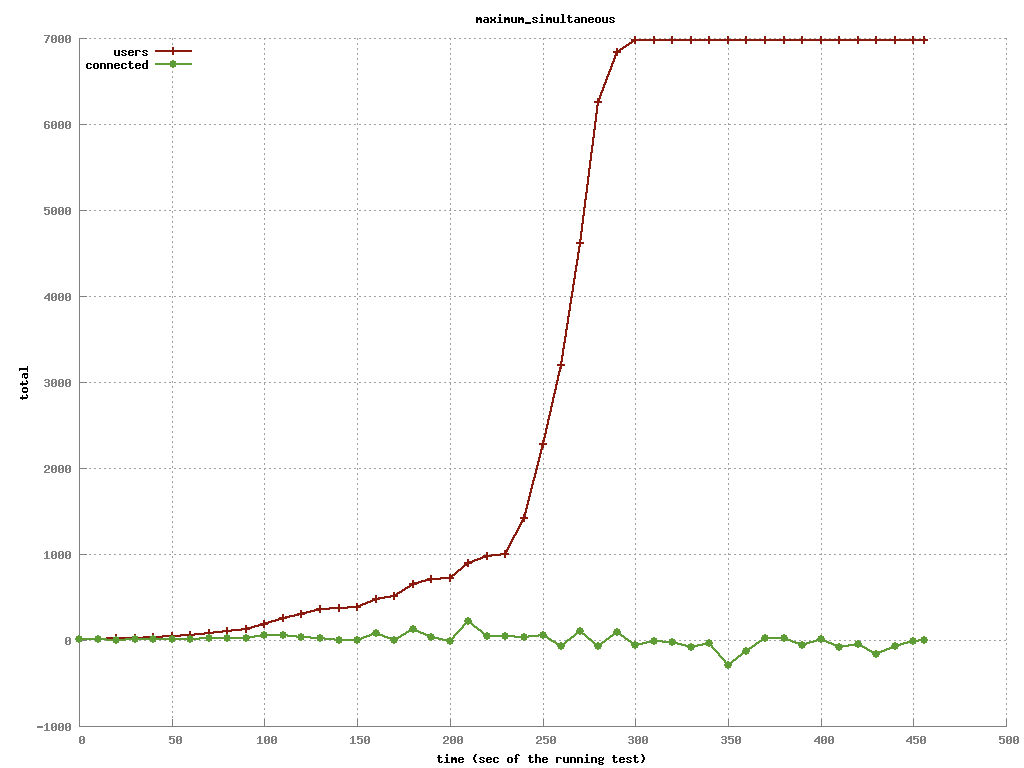 maximum_simultaneous
users
connected
7000
6000
5000
4000
3000
2000
1000
0
-1000
total
0 50 100 150 200 250 300 350 400 450 500
time (sec of the running test)